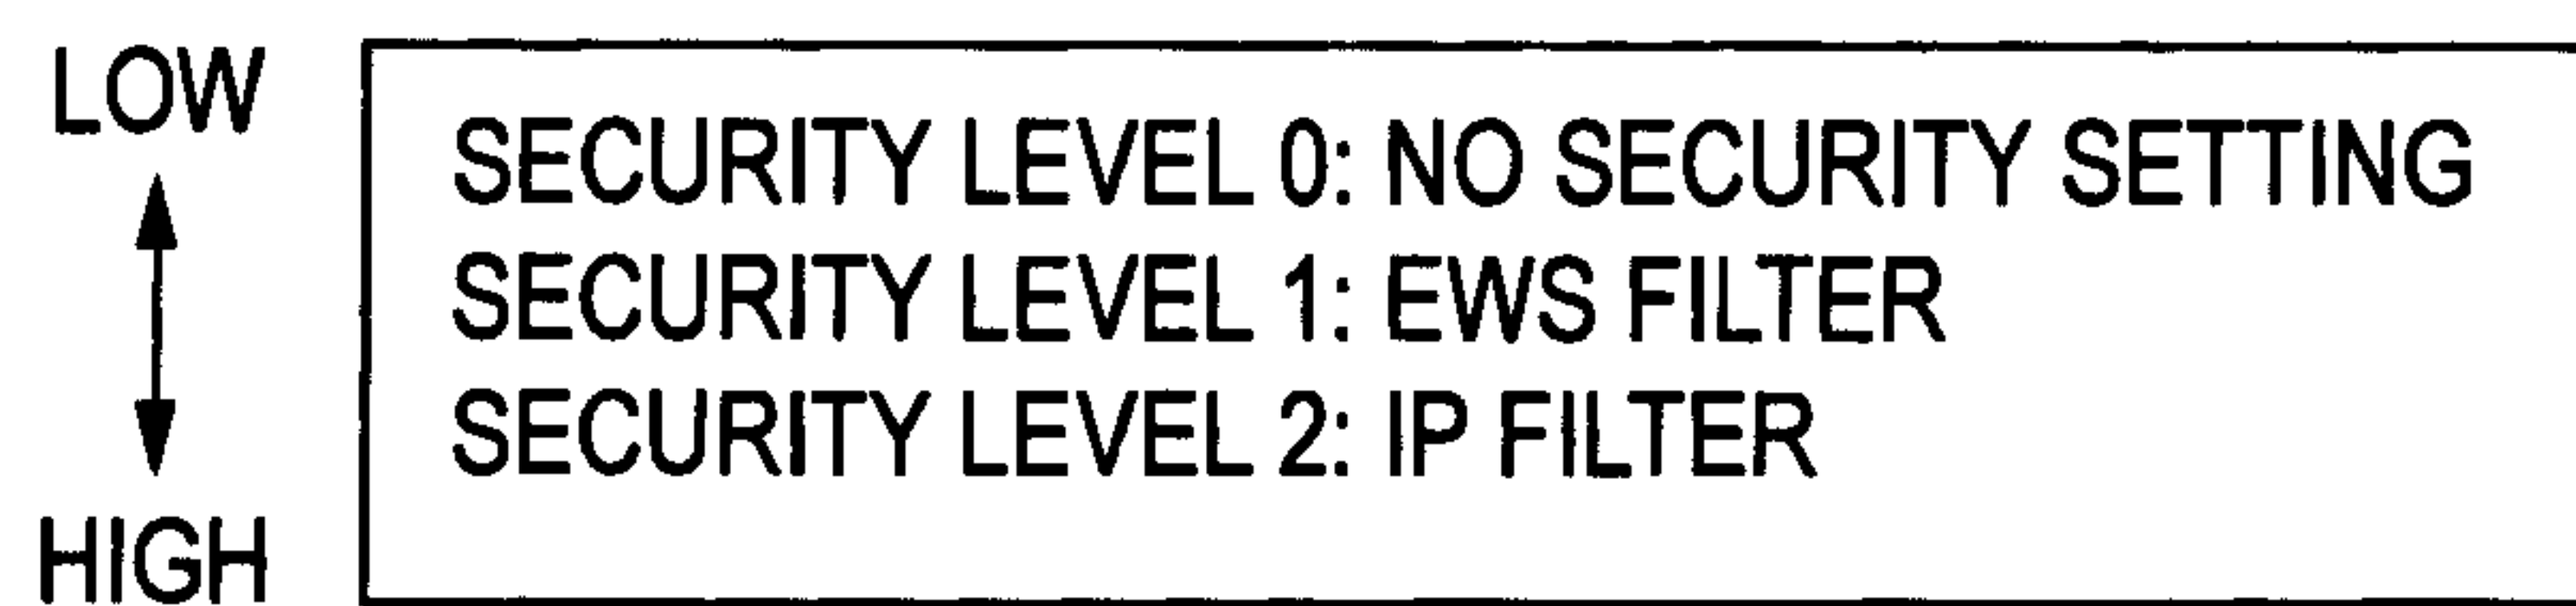 LOW
SECURITY LEVEL 0: NO SECURITY SETTING
SECURITY LEVEL 1: EWS FILTER
SECURITY LEVEL 2: IP FILTER
HIGH